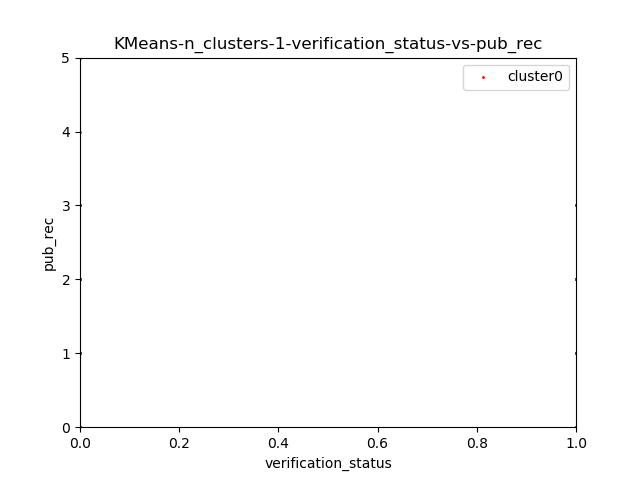 KMeans-n_clusters-1-verification_status-vs-pub_rec
cluster0
5
4
3
2
1
0
pub_rec
0.0 0.2 0.4 0.6 0.8 1.0
verification_status